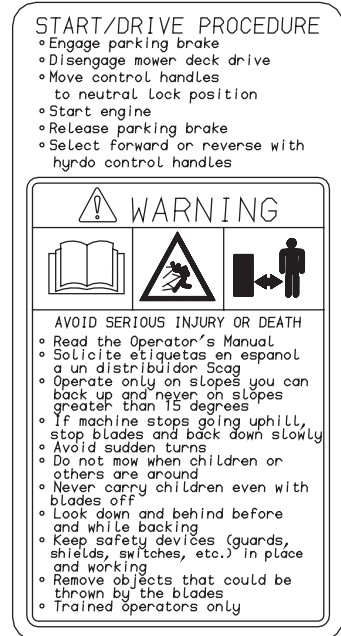 START/DRIVE PROCEDURE
° Engage parking brake
° Disengage mower deck drive
° Move control handles
to neutral lock position
° Start engine
° Release parking brake
° Select forward or reverse with
hyrdo control handles
WARNING
AVOID SERIOUS INJURY OR DEATH
° Read the Operator's Manual
° Solicite etiquetas en espanol
a un distribuidor Scag
° Operate only on slopes you can
back up and never on slopes
greater than 15 degrees
° If machine stops going uphill,
stop blades and back down slowly
° Avoid sudden turns
° Do not mow when children or
others are around
° Never carry children even with
blades off
° Look down and behind before
and while backing
° Keep safety devices (guards,
shields, switches, etc.) in place
and working
° Remove objects that could be
thrown by the blades
° Trained operators only